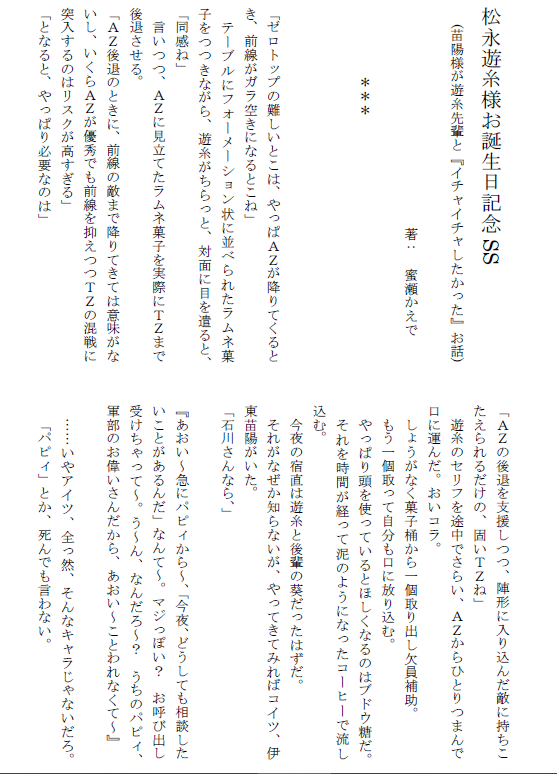 松永遊糸様お誕生日記念SS
(苗陽様が遊糸先輩と『イチャイチャしたかった』お話)
著： 蜜瀬かえで
＊＊＊
「ゼロトップの難しいとこは、やっぱAZが降りてくると
き、前線がガラ空きになるとこね」
テーブルにフォーメーション状に並べられたラムネ菓
子をつつきながら、遊糸がちらっと、対面に目を遣ると、
「同感ね」
言いつつ、AZに見立てたラムネ菓子を実際にTZまで
後退させる。
「AZ後退のときに、前線の敵まで降りてきては意味がな
いし、いくらAZが優秀でも前線を抑えつつTZの混戦に
突入するのはリスクが高すぎる」
「となると、やっぱり必要なのは」
「AZの後退を支援しつつ、陣形に入り込んだ敵に持ちこ
たえられるだけの、固いTZね」
遊糸のセリフを途中でさらい、AZからひとりつまんで
口に運んだ。おいコラ。
しょうがなく菓子桶から一個取り出し欠員補助。
もう一個取って自分も口に放り込む。
やっぱり頭を使っているとほしくなるのはブドウ糖だ。
それを時間が経って泥のようになったコーヒーで流し
込む。
今夜の宿直は遊糸と後輩の葵だったはずだ。
それがなぜか知らないが、やってきてみればコイツ、伊
東苗陽がいた。
「石川さんなら、」
『あおい～急にパピィから～、「今夜、どうしても相談した
いことがあるんだ」なんて～。マジっぽい？ お呼び出し
受けちゃって～。う～ん、なんだろ～？ うちのパピィ、
軍部のお偉いさんだから、あおい～ことわれなくて～』
……いやアイツ、全っ然、そんなキャラじゃないだろ。
「パピィ」とか、死んでも言わない。